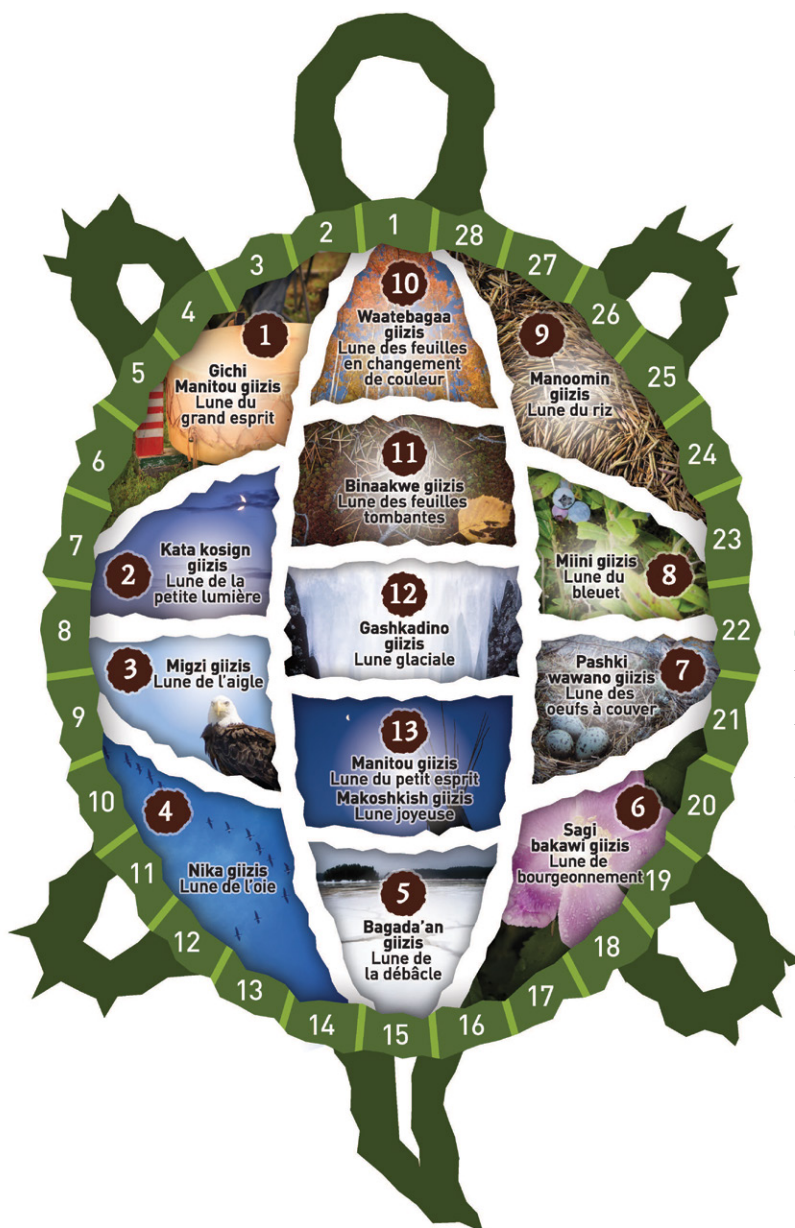 1
2
3
4
5
6
7
8
9
10
11
12
13
14
15
16
17
18
19
20
21
22
23
24
25
26
27
28
1
Gichi
Manitou giizis
Lune du
grand esprit
2
Kata kosign
giizis
Lune de la
petite lumière
3
Migzi giizis
Lune de l'aigle
4
Nika giizis
Lune de l'oie
5
Bagada'an
giizis
Lune de
la débâcle
6
Sagi
bakawi giizis
Lune de
bourgeonnement
7
Pashki
wawano giizis
Lune des
oeufs à couver
8
Miini giizis
Lune du
bleuet
9
Manoomin
giizis
Lune du riz
10
Waatebagaa
giizis
Lune des feuilles
en changement
de couleur
11
Binaakwe giizis
Lune des feuilles
tombantes
12
Gashkadino
giizis
Lune glaciale
13
Manitou giizis
Lune du petit esprit
Makoshkish giizis
Lune joyeuse